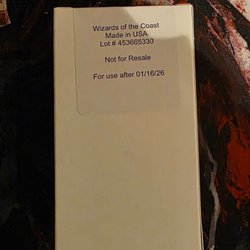 Wizards of the Coast
Made in USA
Lot # 453665330
Not for Resale
For use after 01/16/26